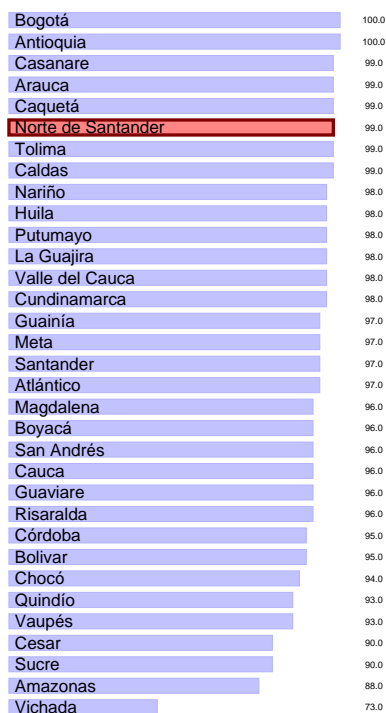 Bogotá 100.0
Antioquia 100.0
Casanare 99.0
Arauca 99.0
Caquetá 99.0
Norte de Santander 99.0
Tolima 99.0
Caldas 99.0
Nariño 98.0
Huila 98.0
Putumayo 98.0
La Guajira 98.0
Valle del Cauca 98.0
Cundinamarca 98.0
Guainía 97.0
Meta 97.0
Santander 97.0
Atlántico 97.0
Magdalena 96.0
Boyacá 96.0
San Andrés 96.0
Cauca 96.0
Guaviare 96.0
Risaralda 96.0
Córdoba 95.0
Bolivar 95.0
Chocó 94.0
Quindío 93.0
Vaupés 93.0
Cesar 90.0
Sucre 90.0
Amazonas 88.0
Vichada 73.0